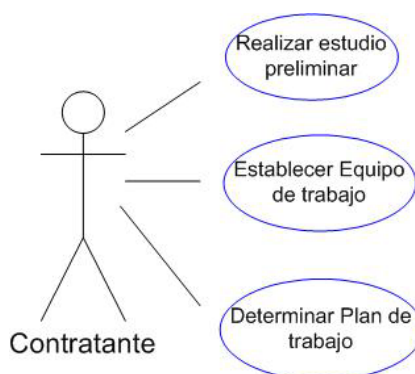 Realizar estudio
preliminar
Establecer Equipo
de trabajo
Determinar Plan de
trabajo
Contratante